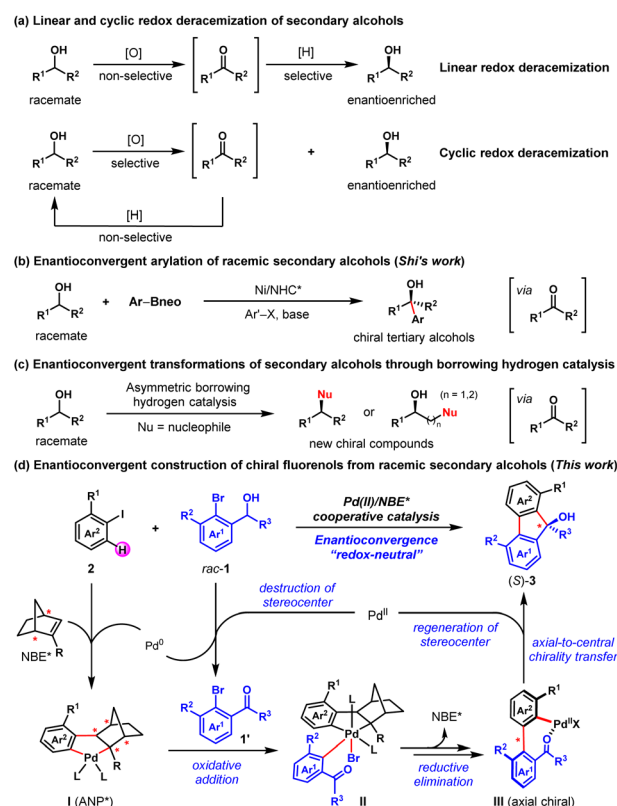 (a) Linear and cyclic redox deracemization of secondary alcohols
OH
R¹ R²
racemate
[O]
non-selective
O
R¹ R²
[H]
selective
OH
R¹ R²
enantioenriched
Linear redox deracemization
OH
R¹ R²
racemate
[O]
selective
O
R¹ R²
+
OH
R¹ R²
enantioenriched
Cyclic redox deracemization
[H]
non-selective
(b) Enantioconvergent arylation of racemic secondary alcohols (Shi's work)
OH
R¹ R²
racemate
+
Ar–Bneo
Ni/NHC*
Ar'–X, base
OH
R¹ R²
Ar
chiral tertiary alcohols
via
O
R¹ R²
(c) Enantioconvergent transformations of secondary alcohols through borrowing hydrogen catalysis
OH
R¹ R²
racemate
Asymmetric borrowing
hydrogen catalysis
Nu = nucleophile
Nu
R¹ R²
or
OH (n = 1,2)
R¹ ( )n Nu
new chiral compounds
via
O
R¹ R²
(d) Enantioconvergent construction of chiral fluorenols from racemic secondary alcohols (This work)
R¹
I
Ar²
H
2
+
Br OH
R²
R³
Ar¹
rac-1
Pd(II)/NBE*
cooperative catalysis
Enantioconvergence
"redox-neutral"
R¹
Ar²
OH
*
R³
R²
Ar¹
(S)-3
*
*
R
NBE*
Pd⁰
destruction of
stereocenter
Pd^II
regeneration of
stereocenter
axial-to-central
chirality transfer
R¹
Ar²
* * * *
Pd
R
L L
I (ANP*)
Br O
R²
R³
Ar¹
1'
oxidative
addition
R¹
L
Ar²
Pd
R
R²
L
Br
Ar¹
O
R³
II
NBE*
reductive
elimination
R¹
Ar²
Pd^IIX
*
O
R²
R³
Ar¹
III (axial chiral)